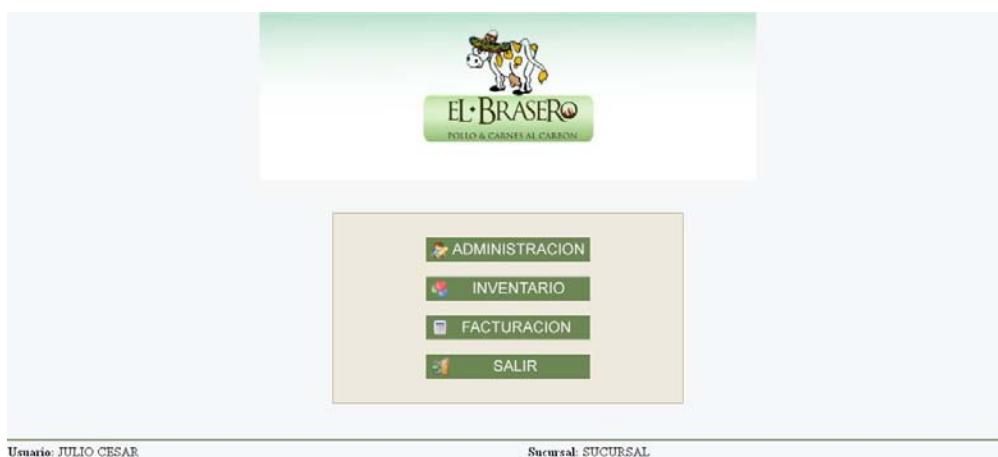 EL·BRASERO
POLLO & CARNES AL CARBON
ADMINISTRACION
INVENTARIO
FACTURACION
SALIR
Usuario: JULIO CESAR Sucursal: SUCURSAL